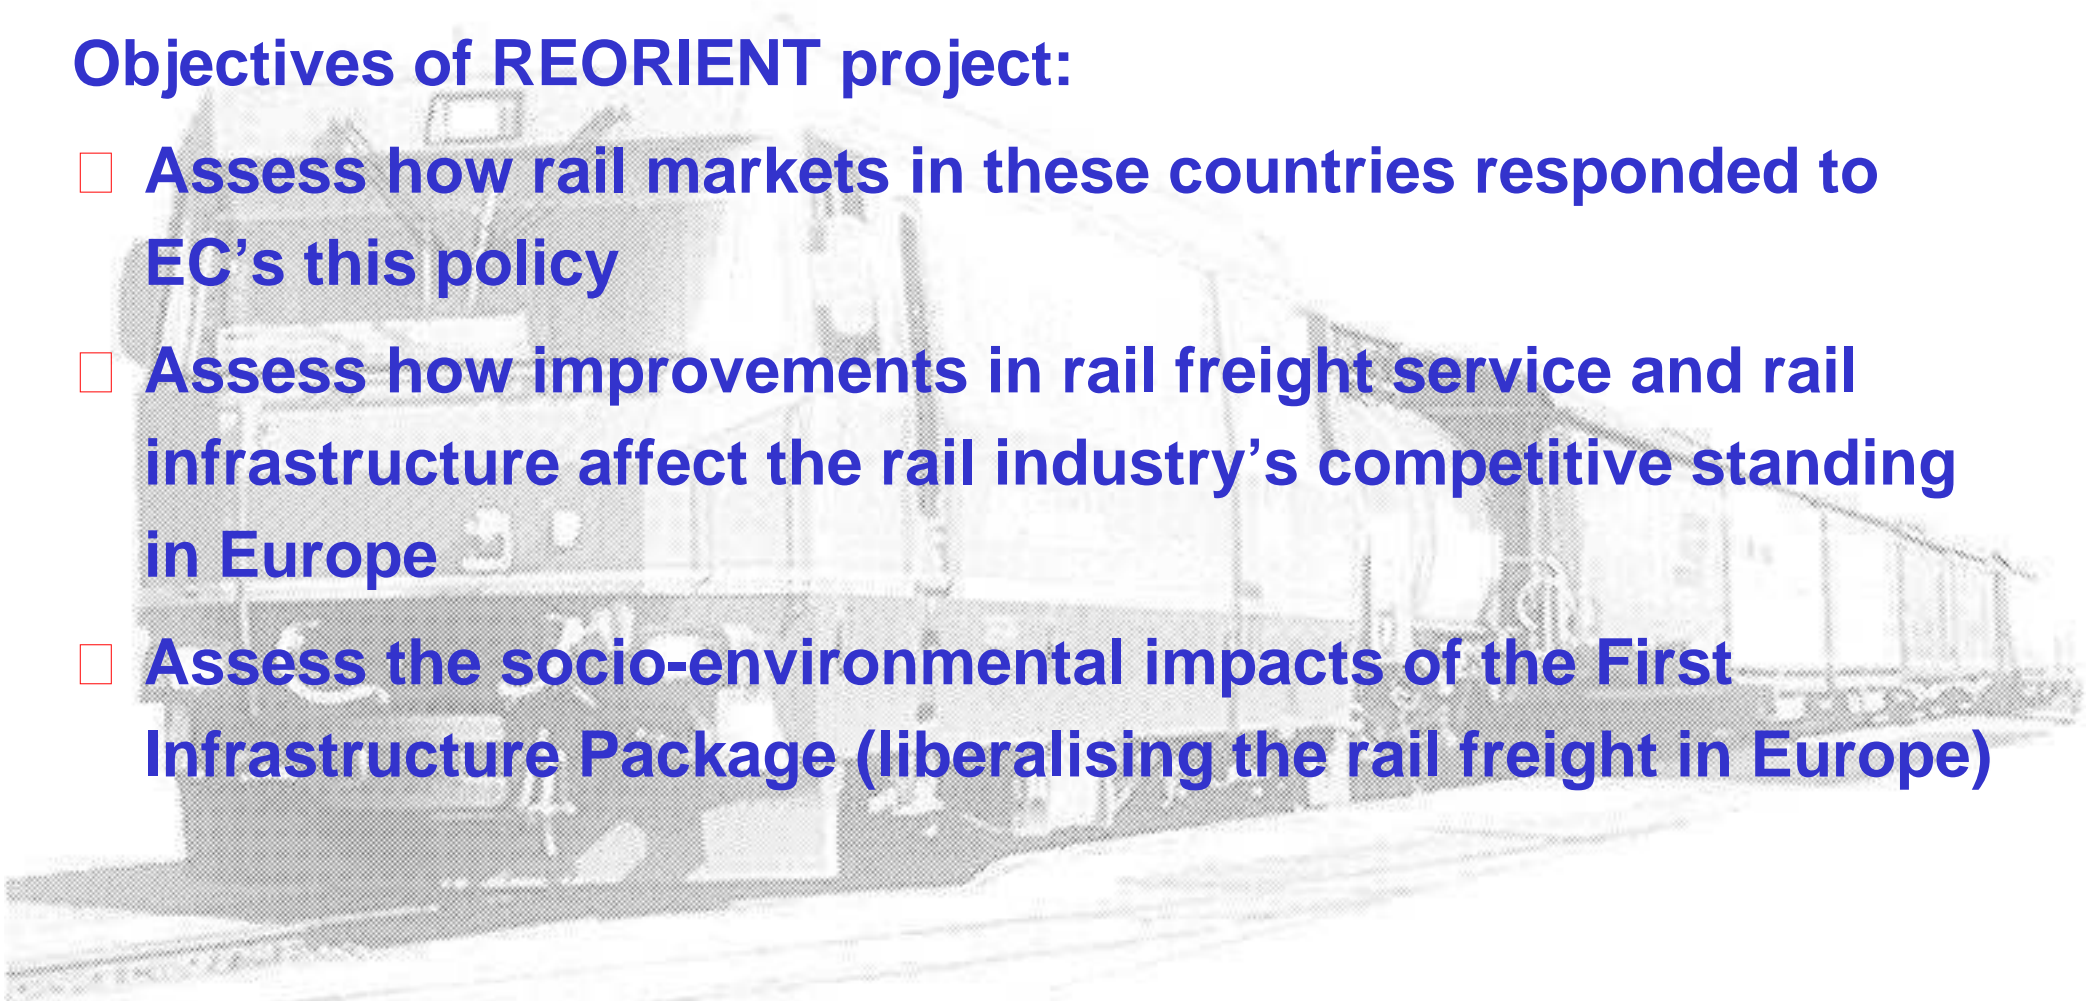 Objectives of REORIENT project:
Assess how rail markets in these countries responded to
EC’s this policy
Assess how improvements in rail freight service and rail
infrastructure affect the rail industry’s competitive standing
in Europe
Assess the socio-environmental impacts of the First
Infrastructure Package (liberalising the rail freight in Europe)